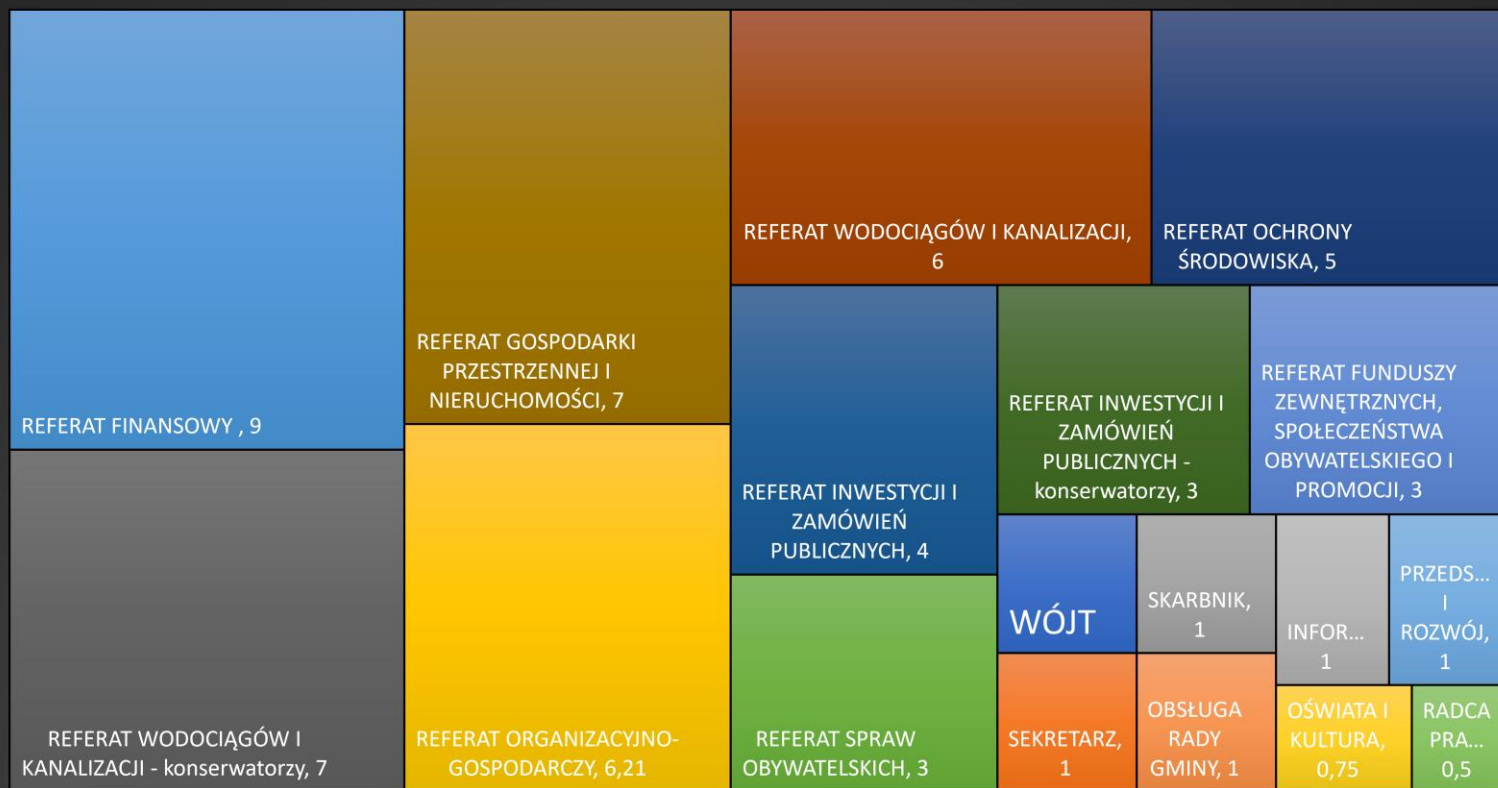 REFERAT FINANSOWY , 9
REFERAT WODOCIĄGÓW I
KANALIZACJI - konserwatorzy, 7
REFERAT GOSPODARKI
PRZESTRZENNEJ I
NIERUCHOMOŚCI, 7
REFERAT ORGANIZACYJNO-
GOSPODARCZY, 6,21
REFERAT WODOCIĄGÓW I KANALIZACJI,
6
REFERAT OCHRONY
ŚRODOWISKA, 5
REFERAT INWESTYCJI I
ZAMÓWIEŃ
PUBLICZNYCH, 4
REFERAT SPRAW
OBYWATELSKICH, 3
REFERAT INWESTYCJI I
ZAMÓWIEŃ
PUBLICZNYCH -
konserwatorzy, 3
REFERAT FUNDUSZY
ZEWNĘTRZNYCH,
SPOŁECZEŃSTWA
OBYWATELSKIEGO I
PROMOCJI, 3
WÓJT
SEKRETARZ,
1
SKARBNIK,
1
OBSŁUGA
RADY
GMINY, 1
INFOR...
1
PRZEDS...
I
ROZWÓJ,
1
OŚWIATA I
KULTURA,
0,75
RADCA
PRA...
0,5